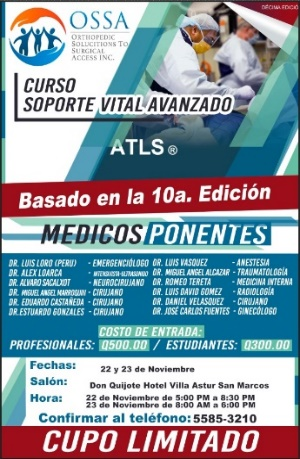 DÉCIMA EDICIÓ
OSSA
ORTHOPEDIC
SOLUCITIONS TO
SURGICAL
ACCESS INC.
CURSO
SOPORTE VITAL AVANZADO
ATLS ®
Basado en la 10a. Edición
MEDICOS PONENTES
DR. LUIS LORO (PERU) - EMERGENCIÓLOGO
DR. ALEX LOARCA - INTENSIVISTA-ULTRASONIDO
DR. ALVARO SACALXOT - NEUROCIRUJANO
DR. MIGUEL ANGEL MARROQUIN - CIRUJANO
DR. EDUARDO CASTAÑEDA - CIRUJANO
DR. ESTUARDO GONZALES - CIRUJANO
DR. LUIS VASQUEZ - ANESTESIA
DR. MIGUEL ANGEL ALCAZAR - TRAUMATOLOGÍA
DR. ROMEO TERETA - MEDICINA INTERNA
DR. LUIS DAVID GOMEZ - RADIOLOGÍA
DR. DANIEL VELASQUEZ - CIRUJANO
DR. JOSÉ CARLOS FUENTES - GINECÓLOGO
COSTO DE ENTRADA:
PROFESIONALES: Q500.00 / ESTUDIANTES: Q300.00
Fechas: 22 y 23 de Noviembre
Salón: Don Quijote Hotel Villa Astur San Marcos
Hora: 22 de Noviembre de 5:00 PM a 8:30 PM
23 de Noviembre de 8:00 AM a 6:00 PM
Confirmar al teléfono: 5585-3210
CUPO LIMITADO